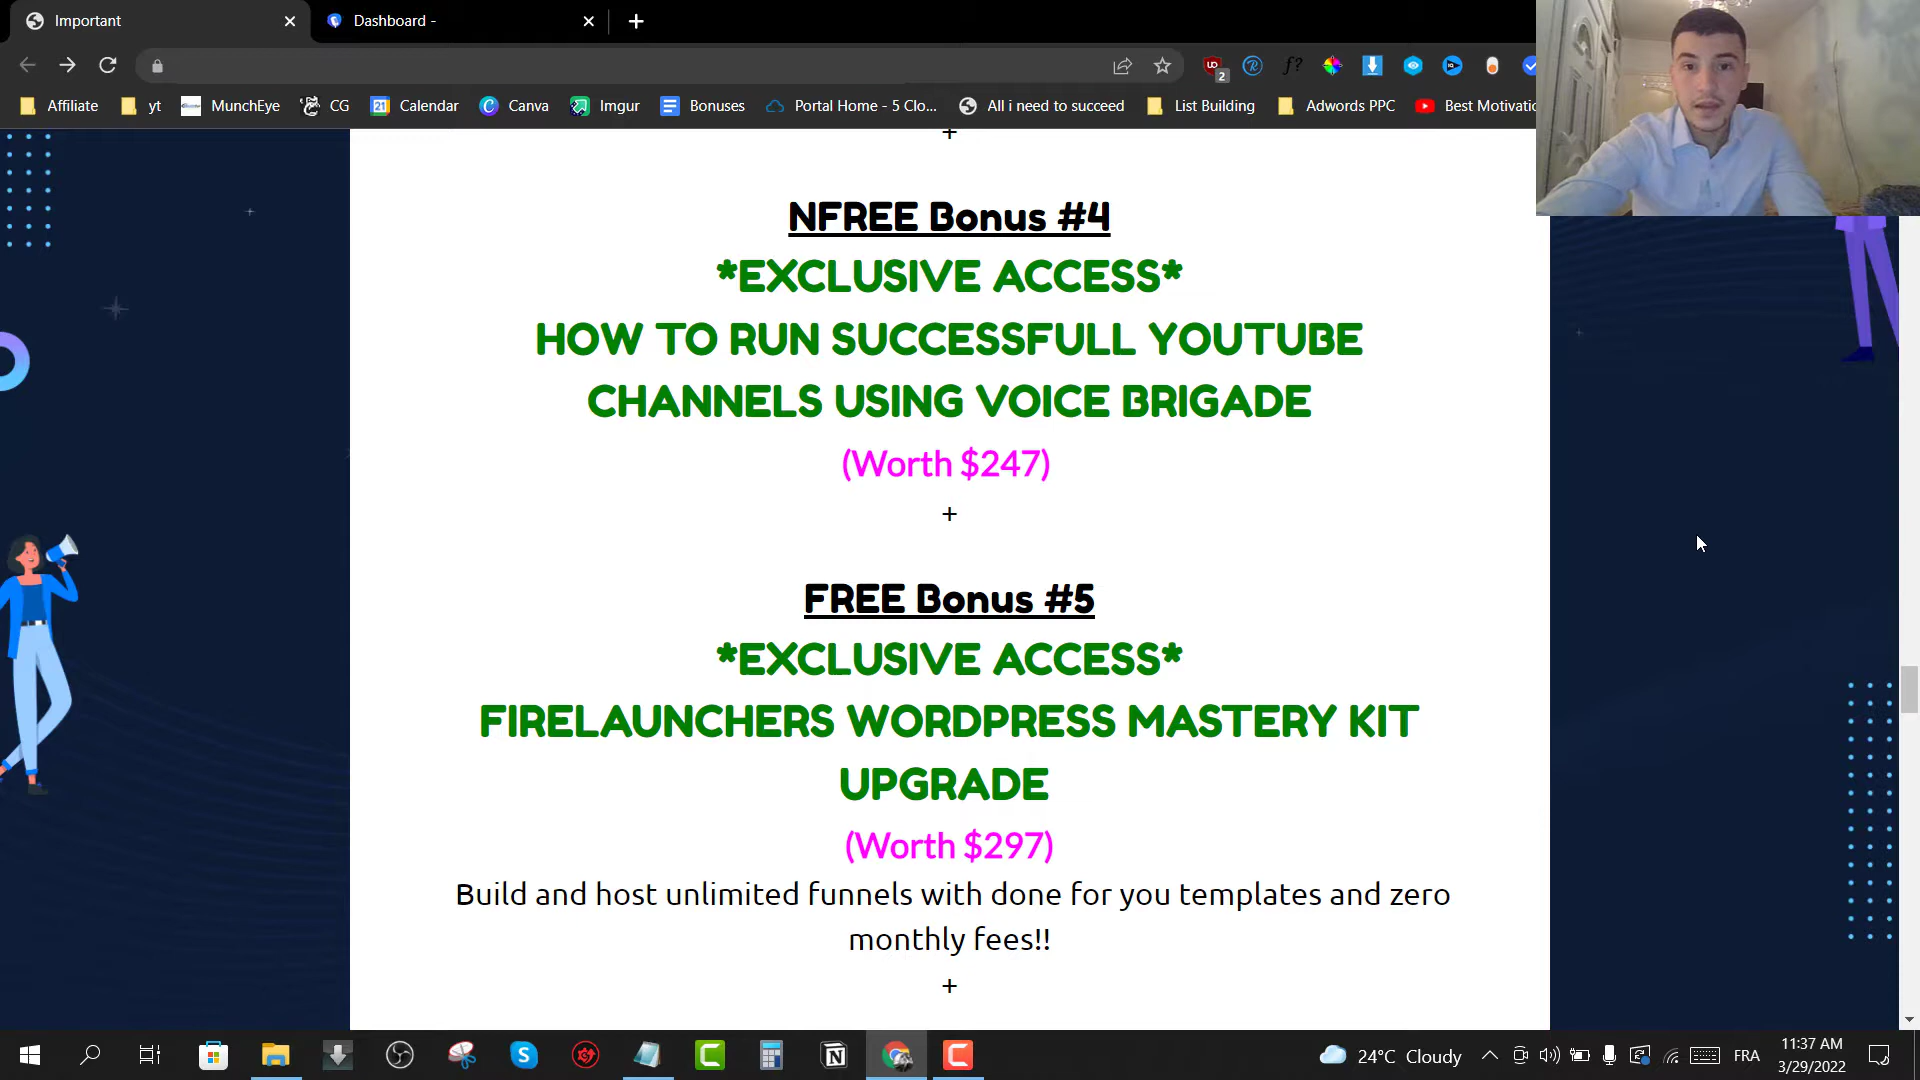 Important
Dashboard -
2
Affiliate
yt
MunchEye
CG
Calendar
Canva
Imgur
Bonuses
Portal Home - 5 Clo...
All i need to succeed
List Building
Adwords PPC
Best Motivatio
+
NFREE Bonus #4
*EXCLUSIVE ACCESS*
HOW TO RUN SUCCESSFULL YOUTUBE
CHANNELS USING VOICE BRIGADE
(Worth $247)
+
FREE Bonus #5
*EXCLUSIVE ACCESS*
FIRELAUNCHERS WORDPRESS MASTERY KIT
UPGRADE
(Worth $297)
Build and host unlimited funnels with done for you templates and zero
monthly fees!!
+
24°C Cloudy
FRA
11:37 AM
3/29/2022